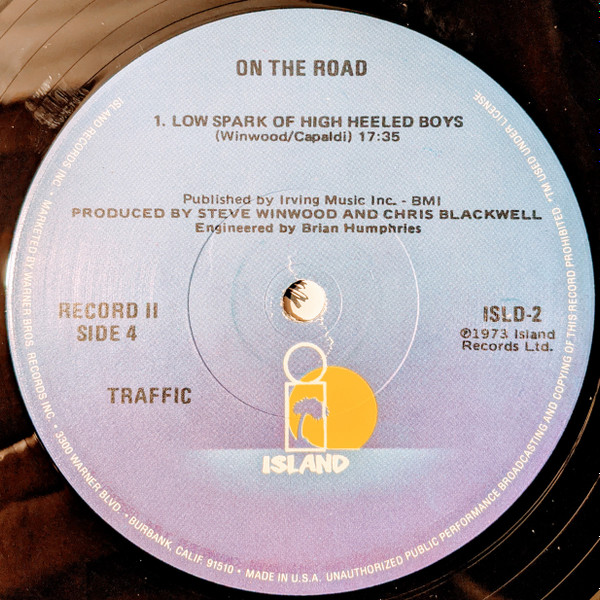 ON THE ROAD
1. LOW SPARK OF HIGH HEELED BOYS
(Winwood/Capaldi) 17:35
Published by Irving Music Inc. - BMI
PRODUCED BY STEVE WINWOOD AND CHRIS BLACKWELL
Engineered by Brian Humphries
RECORD II
SIDE 4
ISLD-2
℗1973 Island
Records Ltd.
TRAFFIC
ISLAND
ISLAND RECORDS INC. • MARKETED BY WARNER BROS. RECORDS INC. • 3300 WARNER BLVD. • BURBANK, CALIF. 91510 • MADE IN U.S.A. UNAUTHORIZED PUBLIC PERFORMANCE BROADCASTING AND COPYING OF THIS RECORD PROHIBITED *TM USED UNDER LICENSE